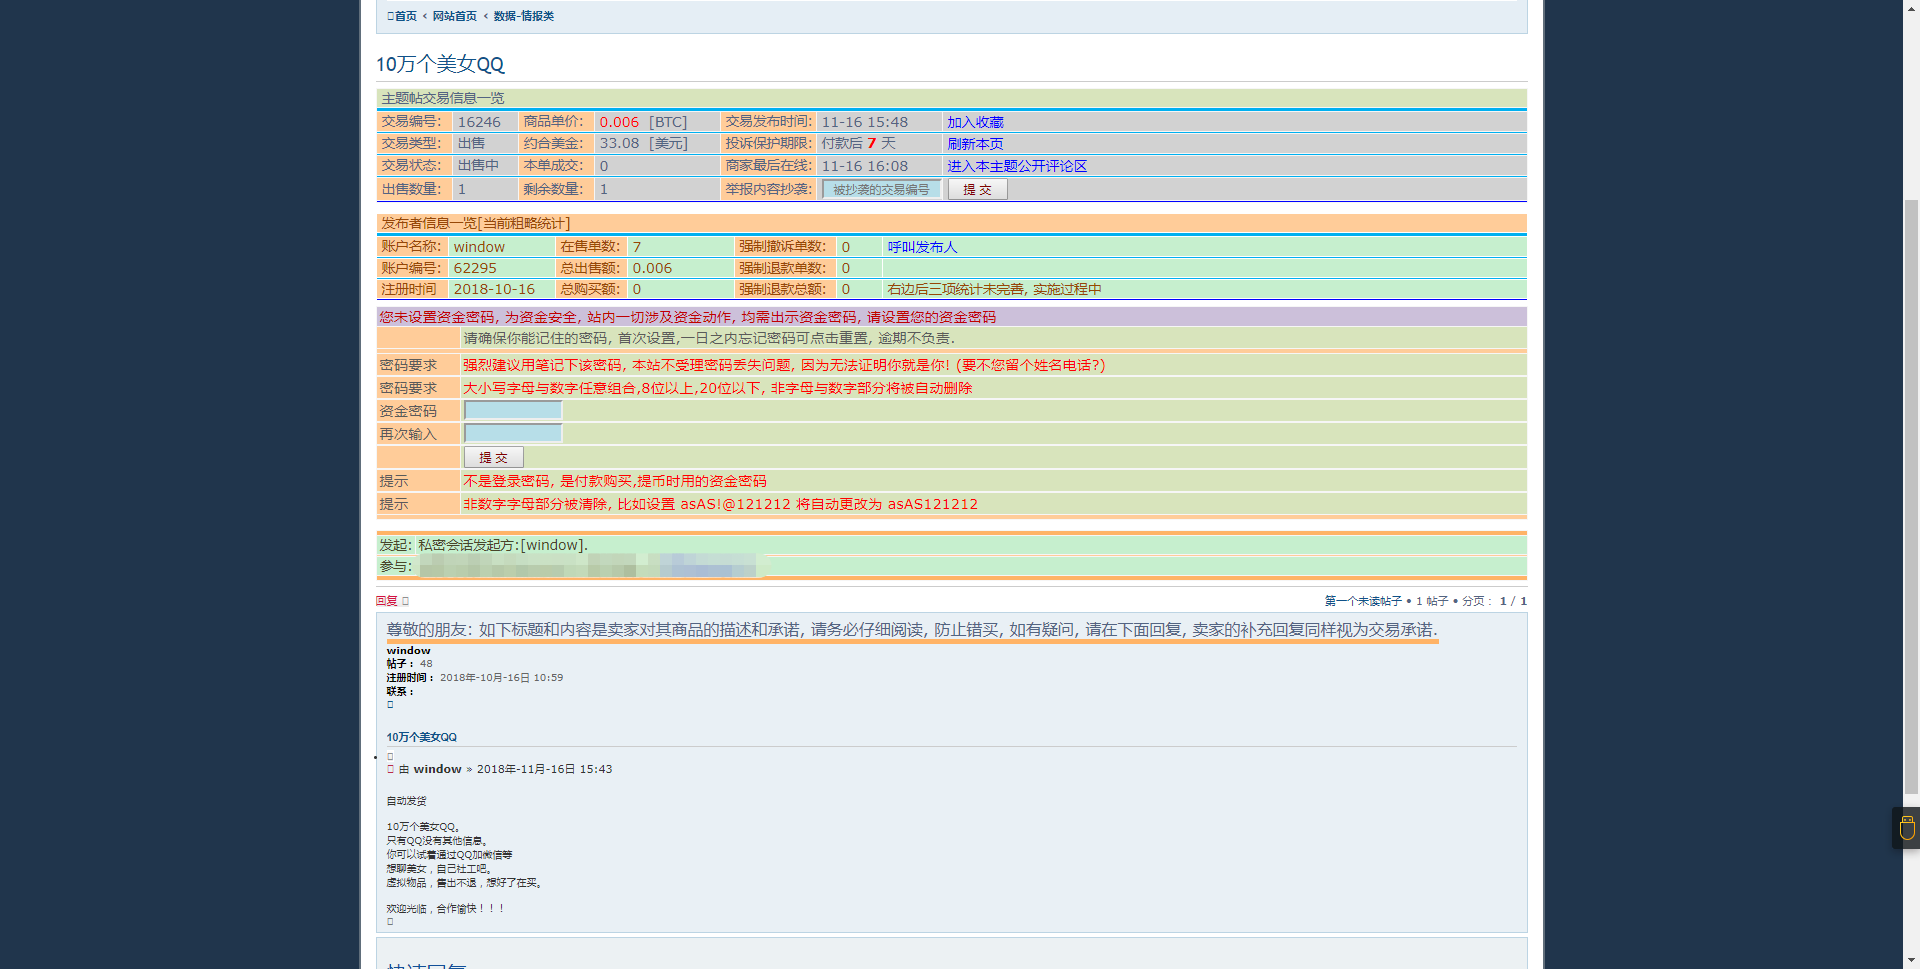 首页 ‹ 网站首页 ‹ 数据-情报类
10万个美女QQ
主题帖交易信息一览
交易编号: 16246 商品单价: 0.006 [BTC] 交易发布时间: 11-16 15:48 加入收藏
交易类型: 出售 约合美金: 33.08 [美元] 投诉保护期限: 付款后 7 天 刷新本页
交易状态: 出售中 本单成交: 0 商家最后在线: 11-16 16:08 进入本主题公开评论区
出售数量: 1 剩余数量: 1 举报内容抄袭: 被抄袭的交易编号 提 交
发布者信息一览[当前粗略统计]
账户名称: window 在售单数: 7 强制撤诉单数: 0 呼叫发布人
账户编号: 62295 总出售额: 0.006 强制退款单数: 0
注册时间 2018-10-16 总购买额: 0 强制退款总额: 0 右边后三项统计未完善, 实施过程中
您未设置资金密码, 为资金安全, 站内一切涉及资金动作, 均需出示资金密码, 请设置您的资金密码
请确保你能记住的密码, 首次设置,一日之内忘记密码可点击重置, 逾期不负责.
密码要求 强烈建议用笔记下该密码, 本站不受理密码丢失问题, 因为无法证明你就是你! (要不您留个姓名电话?)
密码要求 大小写字母与数字任意组合,8位以上,20位以下, 非字母与数字部分将被自动删除
资金密码
再次输入
提 交
提示 不是登录密码, 是付款购买,提币时用的资金密码
提示 非数字字母部分被清除, 比如设置 asAS!@121212 将自动更改为 asAS121212
发起: 私密会话发起方:[window].
参与:
回复 第一个未读帖子 • 1 帖子 • 分页： 1 / 1
尊敬的朋友: 如下标题和内容是卖家对其商品的描述和承诺, 请务必仔细阅读, 防止错买, 如有疑问, 请在下面回复, 卖家的补充回复同样视为交易承诺.
window
帖子： 48
注册时间： 2018年-10月-16日 10:59
联系：
10万个美女QQ
由 window » 2018年-11月-16日 15:43
自动发货
10万个美女QQ。
只有QQ没有其他信息。
你可以试着通过QQ加微信等
想聊美女，自己社工吧。
虚拟物品，售出不退，想好了在买。
欢迎光临，合作愉快！！！
快速回复